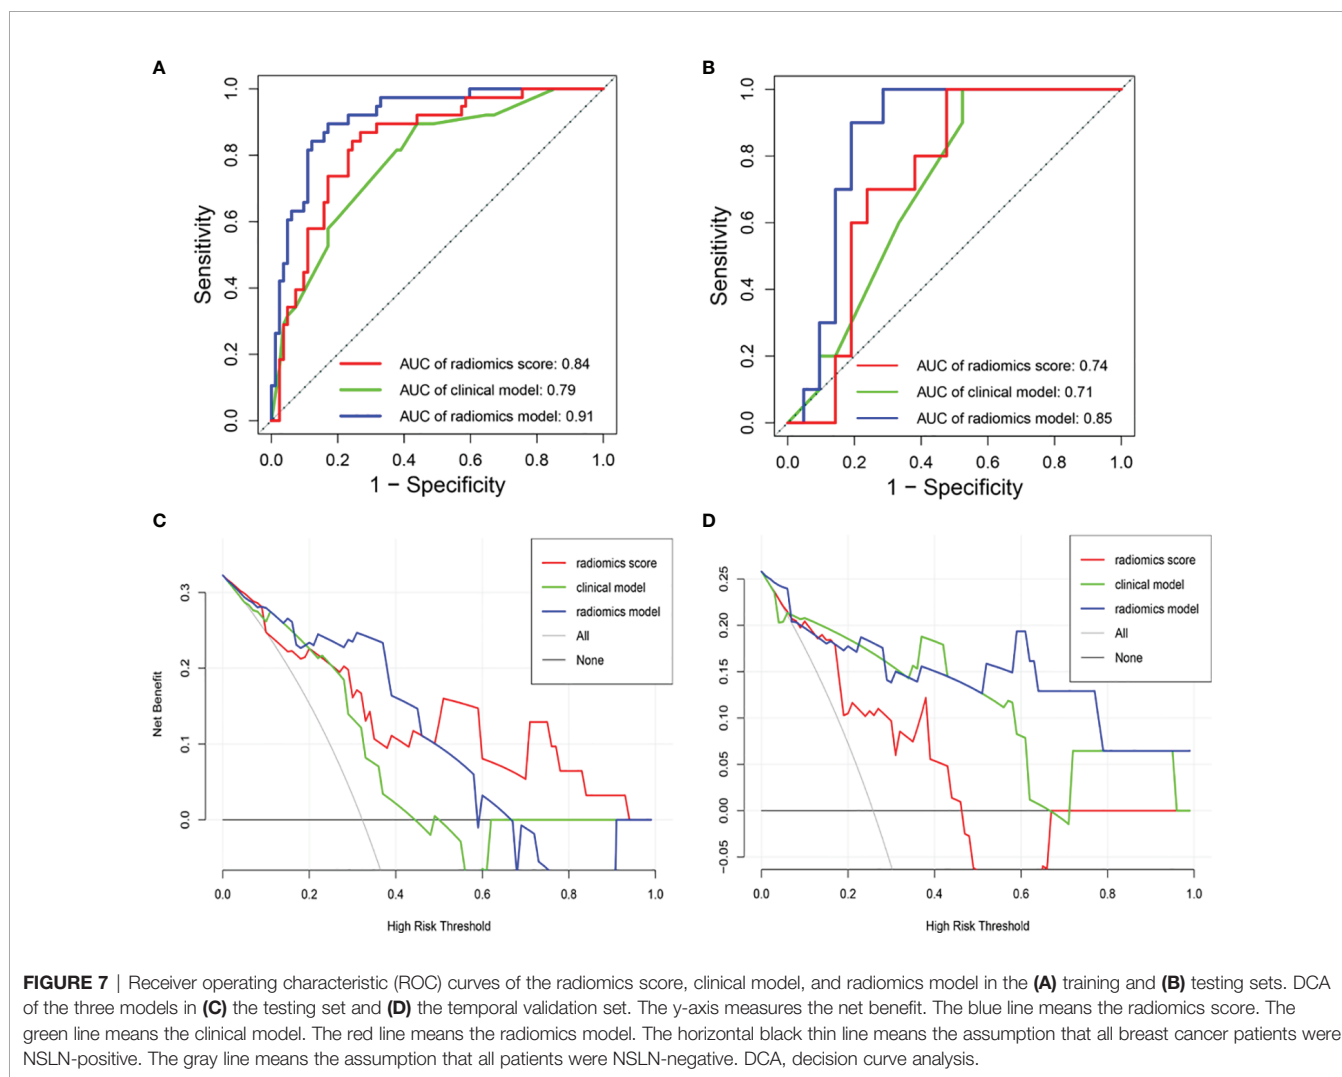 A
B
1.0
0.8
0.6
0.4
0.2
0.0
Sensitivity
AUC of radiomics score: 0.84
AUC of clinical model: 0.79
AUC of radiomics model: 0.91
0.0 0.2 0.4 0.6 0.8 1.0
1 − Specificity
1.0
0.8
0.6
0.4
0.2
0.0
Sensitivity
AUC of radiomics score: 0.74
AUC of clinical model: 0.71
AUC of radiomics model: 0.85
0.0 0.2 0.4 0.6 0.8 1.0
1 − Specificity
C
D
radiomics score
clinical model
radiomics model
All
None
0.3
0.2
0.1
0.0
Net Benefit
0.0 0.2 0.4 0.6 0.8 1.0
High Risk Threshold
radiomics score
clinical model
radiomics model
All
None
0.25
0.20
0.15
0.10
0.05
0.00
−0.05
0.0 0.2 0.4 0.6 0.8 1.0
High Risk Threshold
FIGURE 7 | Receiver operating characteristic (ROC) curves of the radiomics score, clinical model, and radiomics model in the (A) training and (B) testing sets. DCA
of the three models in (C) the testing set and (D) the temporal validation set. The y-axis measures the net benefit. The blue line means the radiomics score. The
green line means the clinical model. The red line means the radiomics model. The horizontal black thin line means the assumption that all breast cancer patients were
NSLN-positive. The gray line means the assumption that all patients were NSLN-negative. DCA, decision curve analysis.